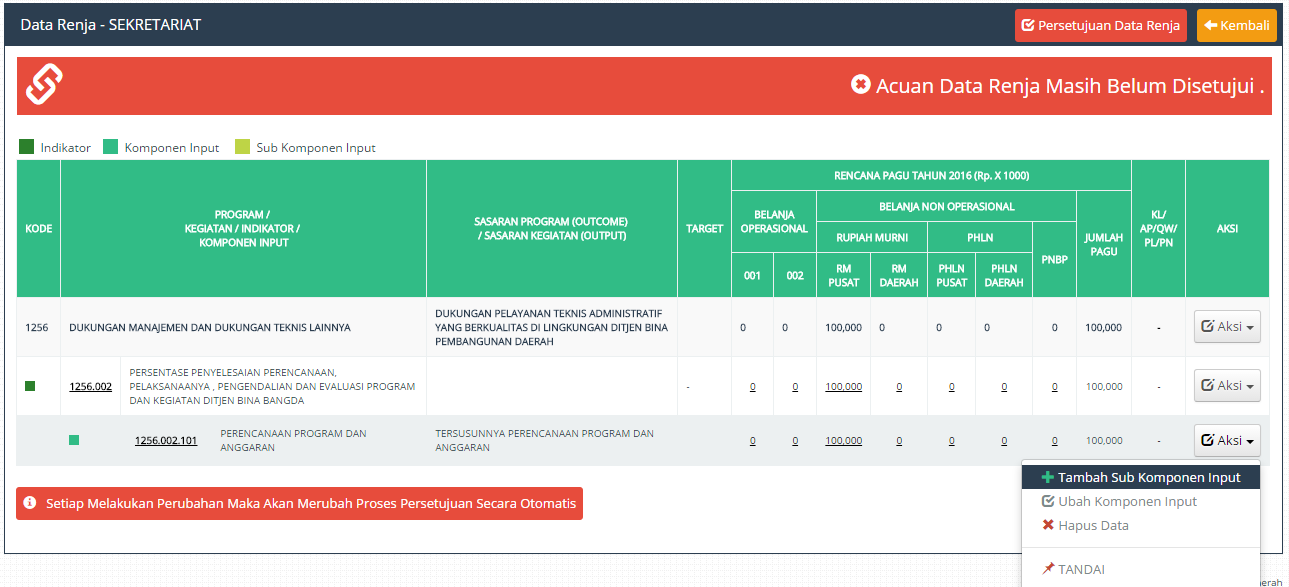 Data Renja - SEKRETARIAT
Persetujuan Data Renja
Kembali
Acuan Data Renja Masih Belum Disetujui .
Indikator
Komponen Input
Sub Komponen Input
KODE
PROGRAM /
KEGIATAN / INDIKATOR /
KOMPONEN INPUT
SASARAN PROGRAM (OUTCOME)
/ SASARAN KEGIATAN (OUTPUT)
TARGET
RENCANA PAGU TAHUN 2016 (Rp. X 1000)
BELANJA
OPERASIONAL
BELANJA NON OPERASIONAL
RUPIAH MURNI
PHLN
PNBP
JUMLAH
PAGU
001
002
RM
PUSAT
RM
DAERAH
PHLN
PUSAT
PHLN
DAERAH
KL/
AP/QW/
PL/PN
AKSI
1256
DUKUNGAN MANAJEMEN DAN DUKUNGAN TEKNIS LAINNYA
DUKUNGAN PELAYANAN TEKNIS ADMINISTRATIF
YANG BERKUALITAS DI LINGKUNGAN DITJEN BINA
PEMBANGUNAN DAERAH
0 0 100,000 0 0 0 0 100,000 -
Aksi
1256.002
PERSENTASE PENYELESAIAN PERENCANAAN,
PELAKSANAANYA , PENGENDALIAN DAN EVALUASI PROGRAM
DAN KEGIATAN DITJEN BINA BANGDA
- 0 0 100,000 0 0 0 0 100,000 -
Aksi
1256.002.101
PERENCANAAN PROGRAM DAN
ANGGARAN
TERSUSUNNYA PERENCANAAN PROGRAM DAN
ANGGARAN
0 0 100,000 0 0 0 0 100,000 -
Aksi
Tambah Sub Komponen Input
Ubah Komponen Input
Hapus Data
TANDAI
Setiap Melakukan Perubahan Maka Akan Merubah Proses Persetujuan Secara Otomatis